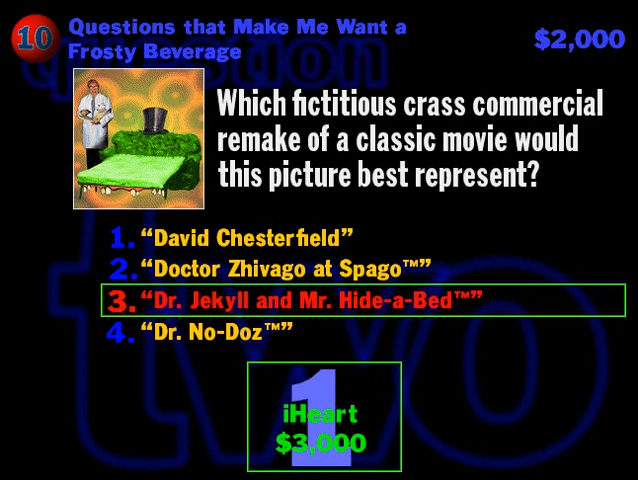 10
Questions that Make Me Want a
Frosty Beverage
$2,000
question
Which fictitious crass commercial
remake of a classic movie would
this picture best represent?
1. “David Chesterfield”
2. “Doctor Zhivago at Spago™”
3. “Dr. Jekyll and Mr. Hide-a-Bed™”
4. “Dr. No-Doz™”
two
1
iHeart
$3,000